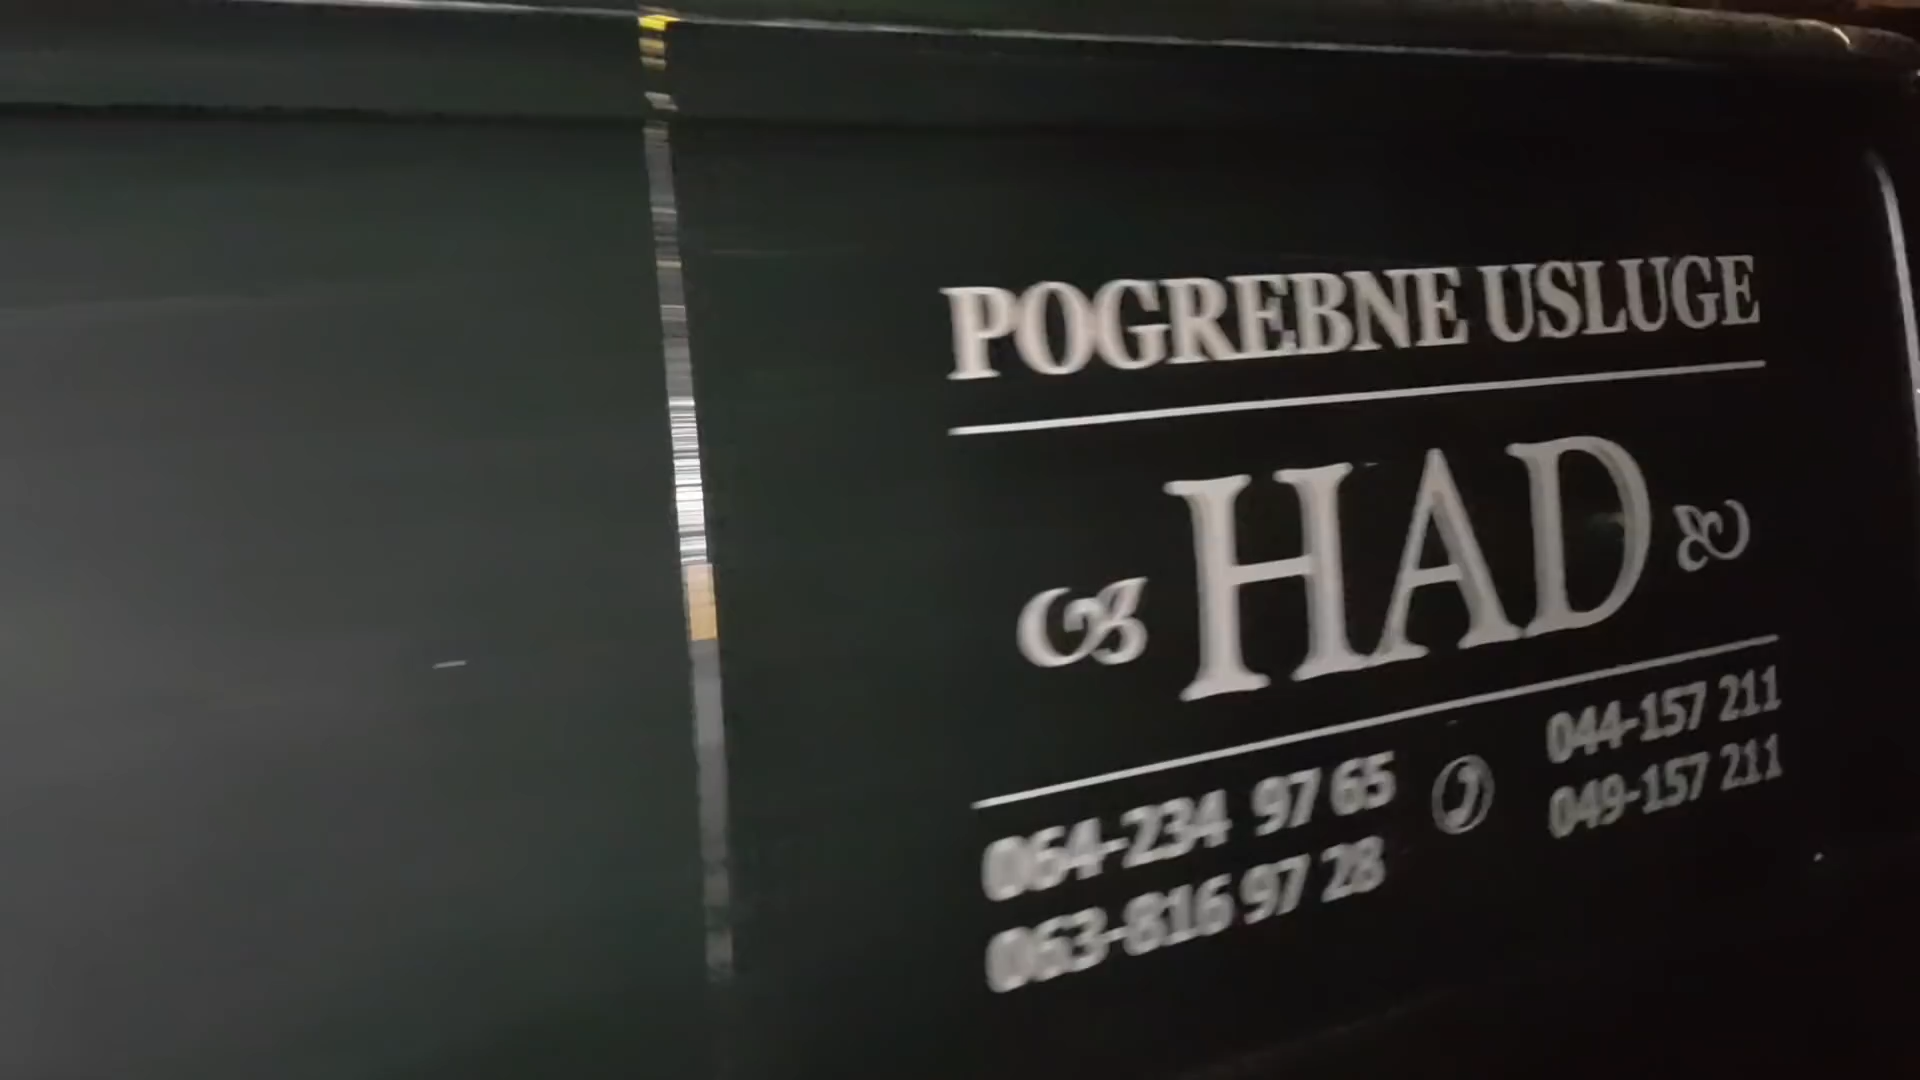 POGREBNE USLUGE
HAD
064-234 97 65
063-816 97 28
044-157 211
049-157 211